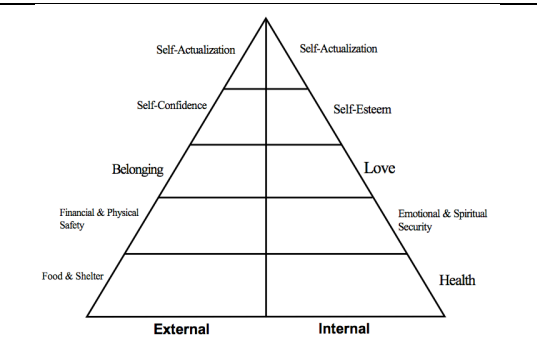 Self-Actualization
Self-Actualization
Self-Confidence
Self-Esteem
Belonging
Love
Financial & Physical
Safety
Emotional & Spiritual
Security
Food & Shelter
Health
External
Internal